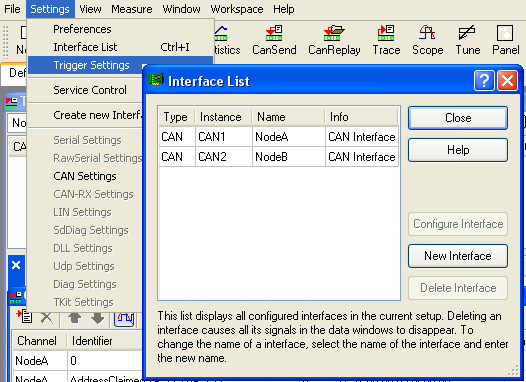 File Settings View Measure Window Workspace Help
Preferences
Interface List Ctrl+I
Trigger Settings
Service Control
Create new Interfa
Serial Settings
RawSerial Settings
CAN Settings
CAN-RX Settings
LIN Settings
SdDiag Settings
DLL Settings
Udp Settings
Diag Settings
TKit Settings
Ne tistics CanSend CanReplay Trace Scope Tune Panel
Def
T
No
CA
Interface List
Type Instance Name Info
CAN CAN1 NodeA CAN Interface
CAN CAN2 NodeB CAN Interface
Close
Help
Configure Interface
New Interface
Delete Interface
This list displays all configured interfaces in the current setup. Deleting an
interface causes all its signals in the data windows to disappear. To
change the name of a interface, select the name of the interface and enter
the new name.
Channel Identifier
NodeA 0
NodeA AddressClaimed